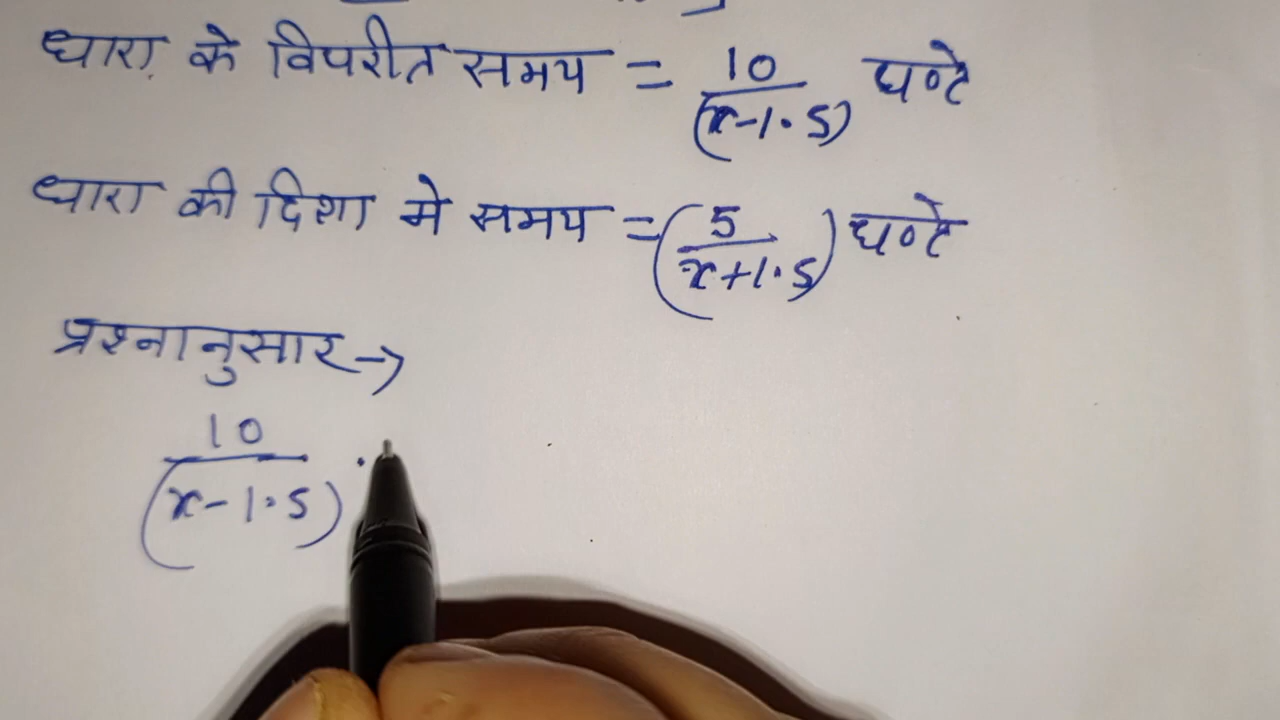 धारा के विपरीत समय = 10/(x-1.5) घण्टे
धारा की दिशा मे समय = (5/x+1.5) घण्टे
प्रश्नानुसार →
10/(x-1.5)